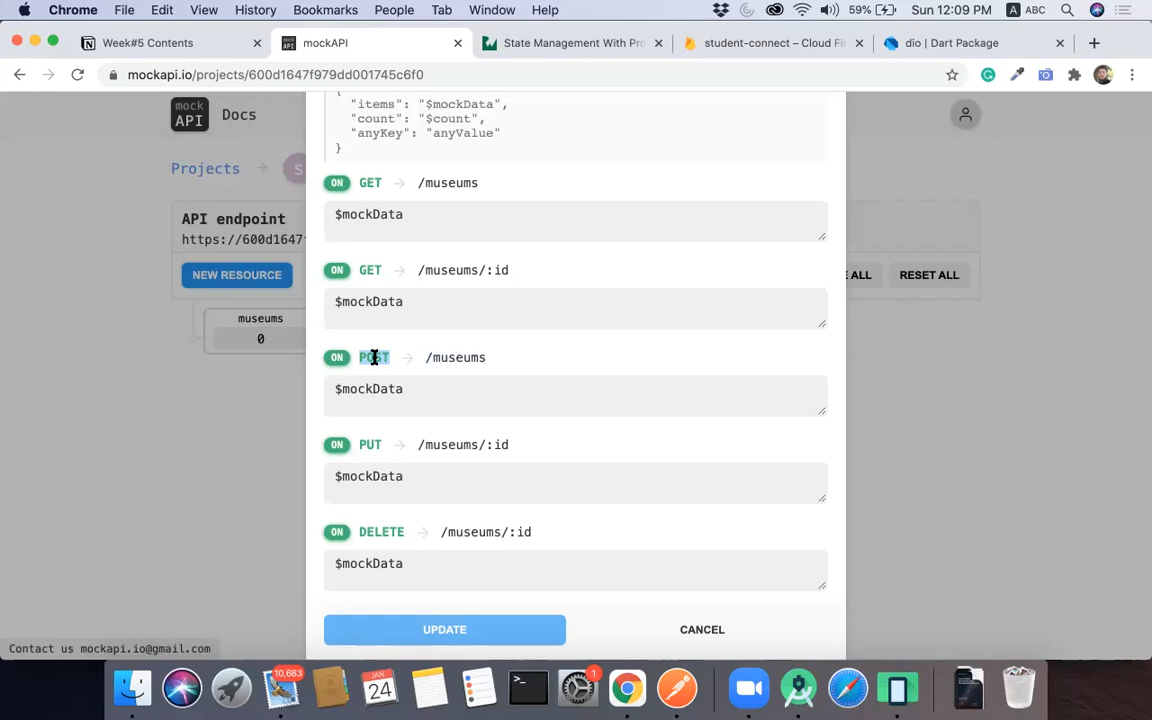 Chrome File Edit View History Bookmarks People Tab Window Help 59% Sun 12:09 PM A ABC
Week#5 Contents mockAPI State Management With Pro student-connect – Cloud Fi dio | Dart Package
mockapi.io/projects/600d1647f979dd001745c6f0
mock
API
Docs
Projects S
API endpoint
https://600d1647f
NEW RESOURCE
E ALL
RESET ALL
museums
0
{
"items": "$mockData",
"count": "$count",
"anyKey": "anyValue"
}
ON GET /museums
$mockData
ON GET /museums/:id
$mockData
ON POST /museums
$mockData
ON PUT /museums/:id
$mockData
ON DELETE /museums/:id
$mockData
UPDATE CANCEL
Contact us mockapi.io@gmail.com
10,683
JAN
24
1